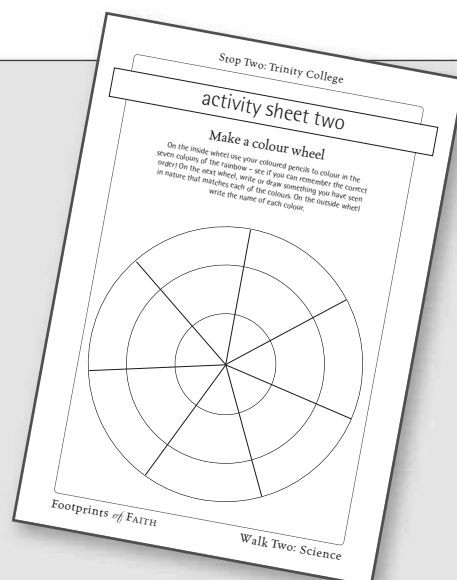 Stop Two: Trinity College
activity sheet two
Make a colour wheel
On the inside wheel use your coloured pencils to colour in the
seven colours of the rainbow – see if you can remember the correct
order! On the next wheel, write or draw something you have seen
in nature that matches each of the colours. On the outside wheel
write the name of each colour.
Footprints of FAITH
Walk Two: Science